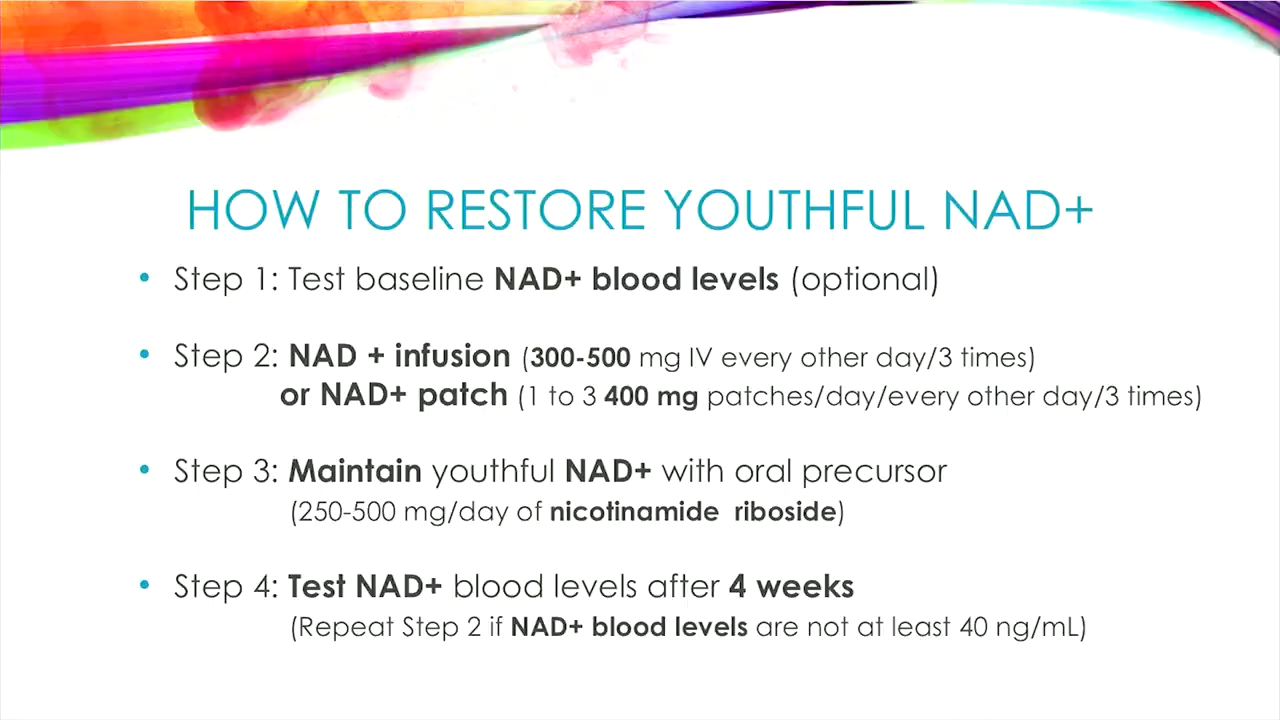 HOW TO RESTORE YOUTHFUL NAD+
• Step 1: Test baseline NAD+ blood levels (optional)
• Step 2: NAD + infusion (300-500 mg IV every other day/3 times)
or NAD+ patch (1 to 3 400 mg patches/day/every other day/3 times)
• Step 3: Maintain youthful NAD+ with oral precursor
(250-500 mg/day of nicotinamide riboside)
• Step 4: Test NAD+ blood levels after 4 weeks
(Repeat Step 2 if NAD+ blood levels are not at least 40 ng/mL)